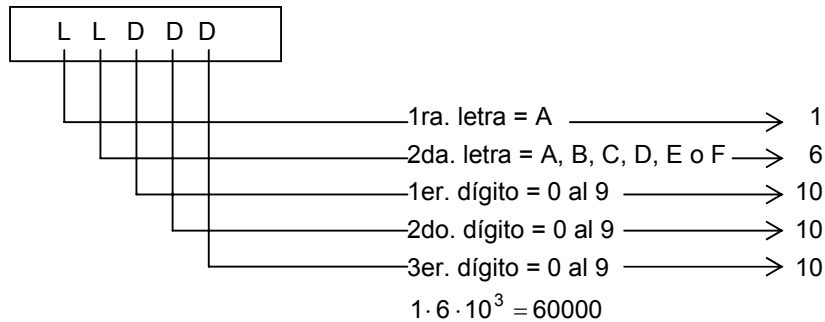 L L D D D
1ra. letra = A 1
2da. letra = A, B, C, D, E o F 6
1er. dígito = 0 al 9 10
2do. dígito = 0 al 9 10
3er. dígito = 0 al 9 10
1·6·10³ = 60000